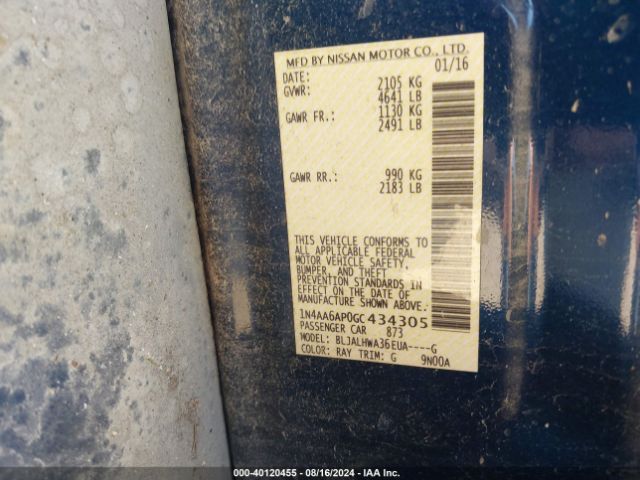 MFD BY NISSAN MOTOR CO., LTD.
DATE: 01/16
GVWR: 2105 KG
4641 LB
GAWR FR.: 1130 KG
2491 LB
GAWR RR.: 990 KG
2183 LB
THIS VEHICLE CONFORMS TO
ALL APPLICABLE FEDERAL
MOTOR VEHICLE SAFETY,
BUMPER, AND THEFT
PREVENTION STANDARDS IN
EFFECT ON THE DATE OF
MANUFACTURE SHOWN ABOVE.
1N4AA6AP0GC434305
PASSENGER CAR 873
MODEL: BLJALHWA36EUA----G
COLOR: RAY TRIM: G 9N00A
000-40120455 - 08/16/2024 - IAA Inc.